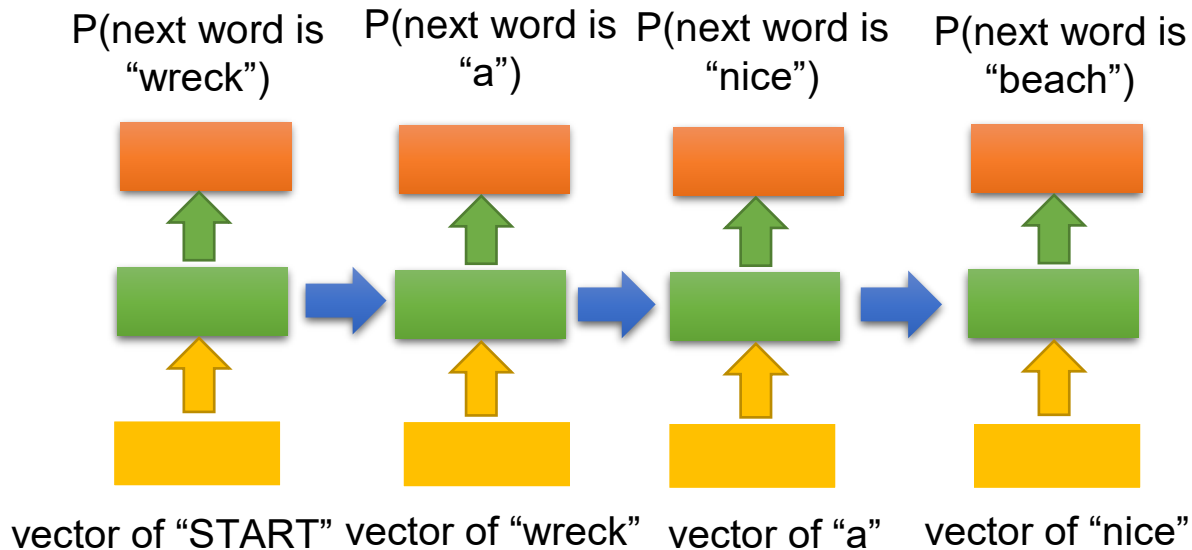 P(next word is
“wreck”)
P(next word is
“a”)
P(next word is
“nice”)
P(next word is
“beach”)
vector of “START”
vector of “wreck”
vector of “a”
vector of “nice”